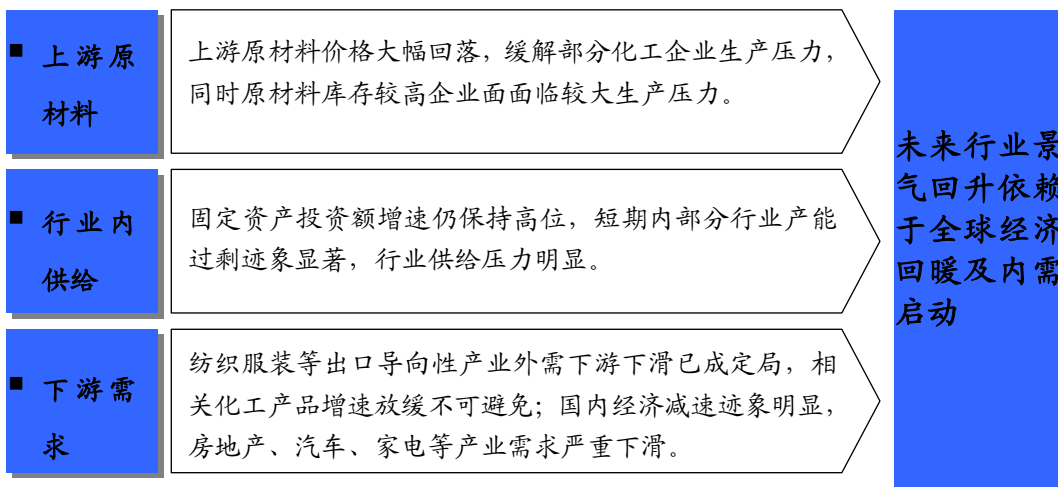 ■ 上游原
材料
上游原材料价格大幅回落，缓解部分化工企业生产压力，
同时原材料库存较高企业面面临较大生产压力。
■ 行业内
供给
固定资产投资额增速仍保持高位，短期内部分行业产能
过剩迹象显著，行业供给压力明显。
■ 下游需
求
纺织服装等出口导向性产业外需下游下滑已成定局，相
关化工产品增速放缓不可避免；国内经济减速迹象明显，
房地产、汽车、家电等产业需求严重下滑。
未来行业景
气回升依赖
于全球经济
回暖及内需
启动